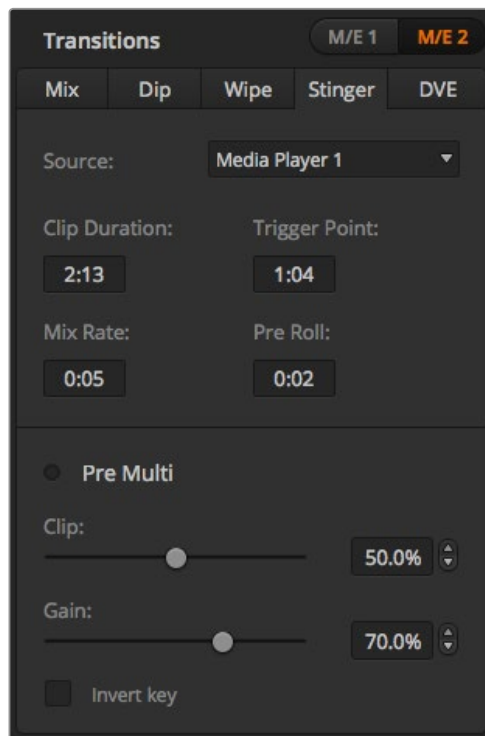 Transitions M/E 1 M/E 2
Mix Dip Wipe Stinger DVE
Source: Media Player 1
Clip Duration: Trigger Point:
2:13 1:04
Mix Rate: Pre Roll:
0:05 0:02
Pre Multi
Clip:
50.0%
Gain:
70.0%
Invert key